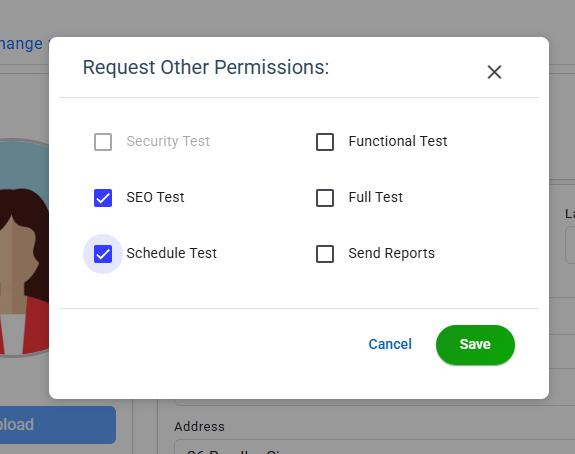 hange
Request Other Permissions:
Security Test
Functional Test
SEO Test
Full Test
Schedule Test
Send Reports
Cancel
Save
pload
Address